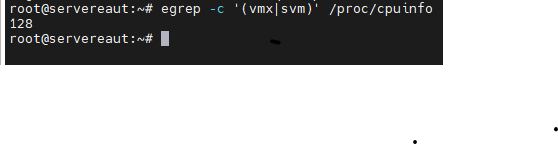 root@servereaut:~# egrep -c '(vmx|svm)' /proc/cpuinfo
128
root@servereaut:~#